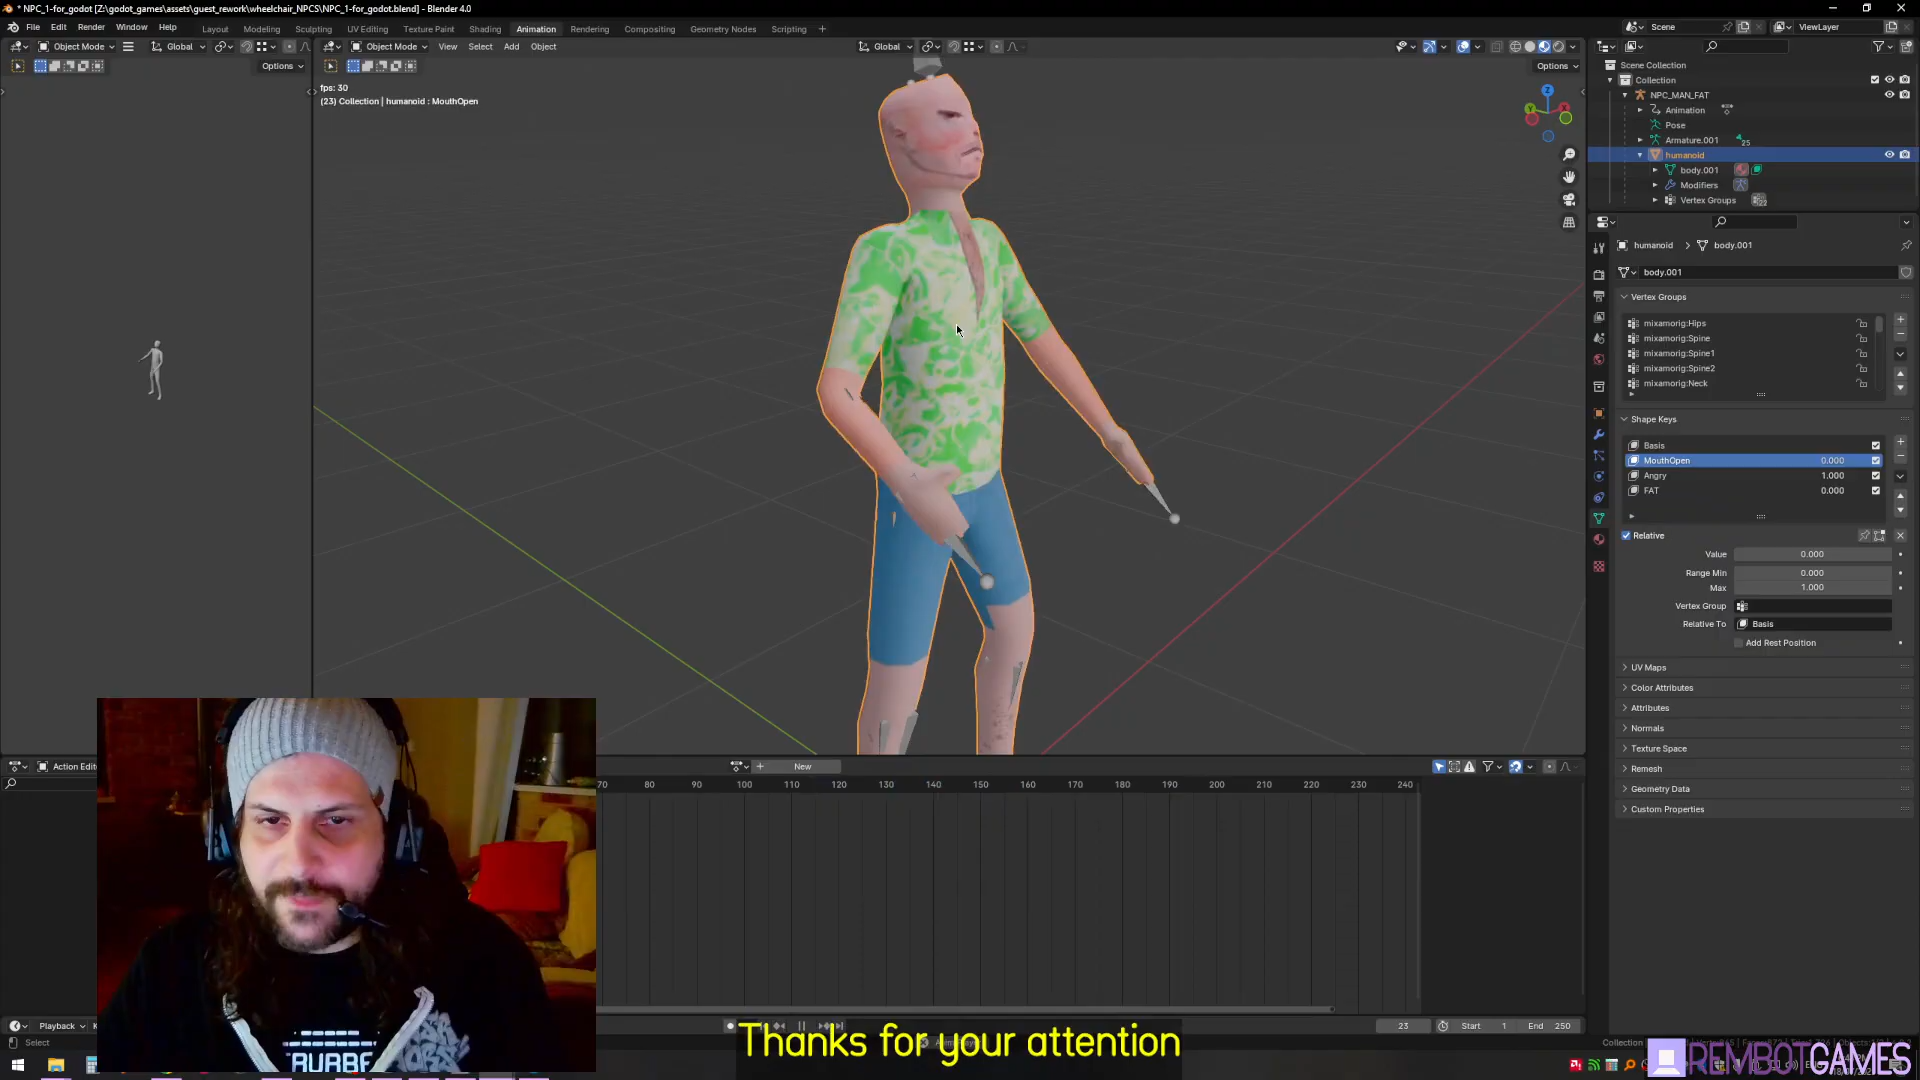 * NPC_1-for_godot [Z:\godot_games\assets\guest_rework\wheelchair_NPCS\NPC_1-for_godot.blend] - Blender 4.0
File Edit Render Window Help Layout Modeling Sculpting UV Editing Texture Paint Shading Animation Rendering Compositing Geometry Nodes Scripting + Scene ViewLayer
Object Mode Global Object Mode View Select Add Object Global
Options Options
fps: 30
(23) Collection | humanoid : MouthOpen
Z
Y
X
Scene Collection
Collection
NPC_MAN_FAT
Animation
Pose
Armature.001 25
humanoid
body.001
Modifiers
Vertex Groups 22
humanoid > body.001
body.001
Vertex Groups
mixamorig:Hips
mixamorig:Spine
mixamorig:Spine1
mixamorig:Spine2
mixamorig:Neck
Shape Keys
Basis
MouthOpen 0.000
Angry 1.000
FAT 0.000
Relative
Value 0.000
Range Min 0.000
Max 1.000
Vertex Group
Relative To Basis
Add Rest Position
UV Maps
Color Attributes
Attributes
Normals
Texture Space
Remesh
Geometry Data
Custom Properties
Action Edit
New
70 80 90 100 110 120 130 140 150 160 170 180 190 200 210 220 230 240
Playback 23 Start 1 End 250
Select
Thanks for your attention
REMBOTGAMES